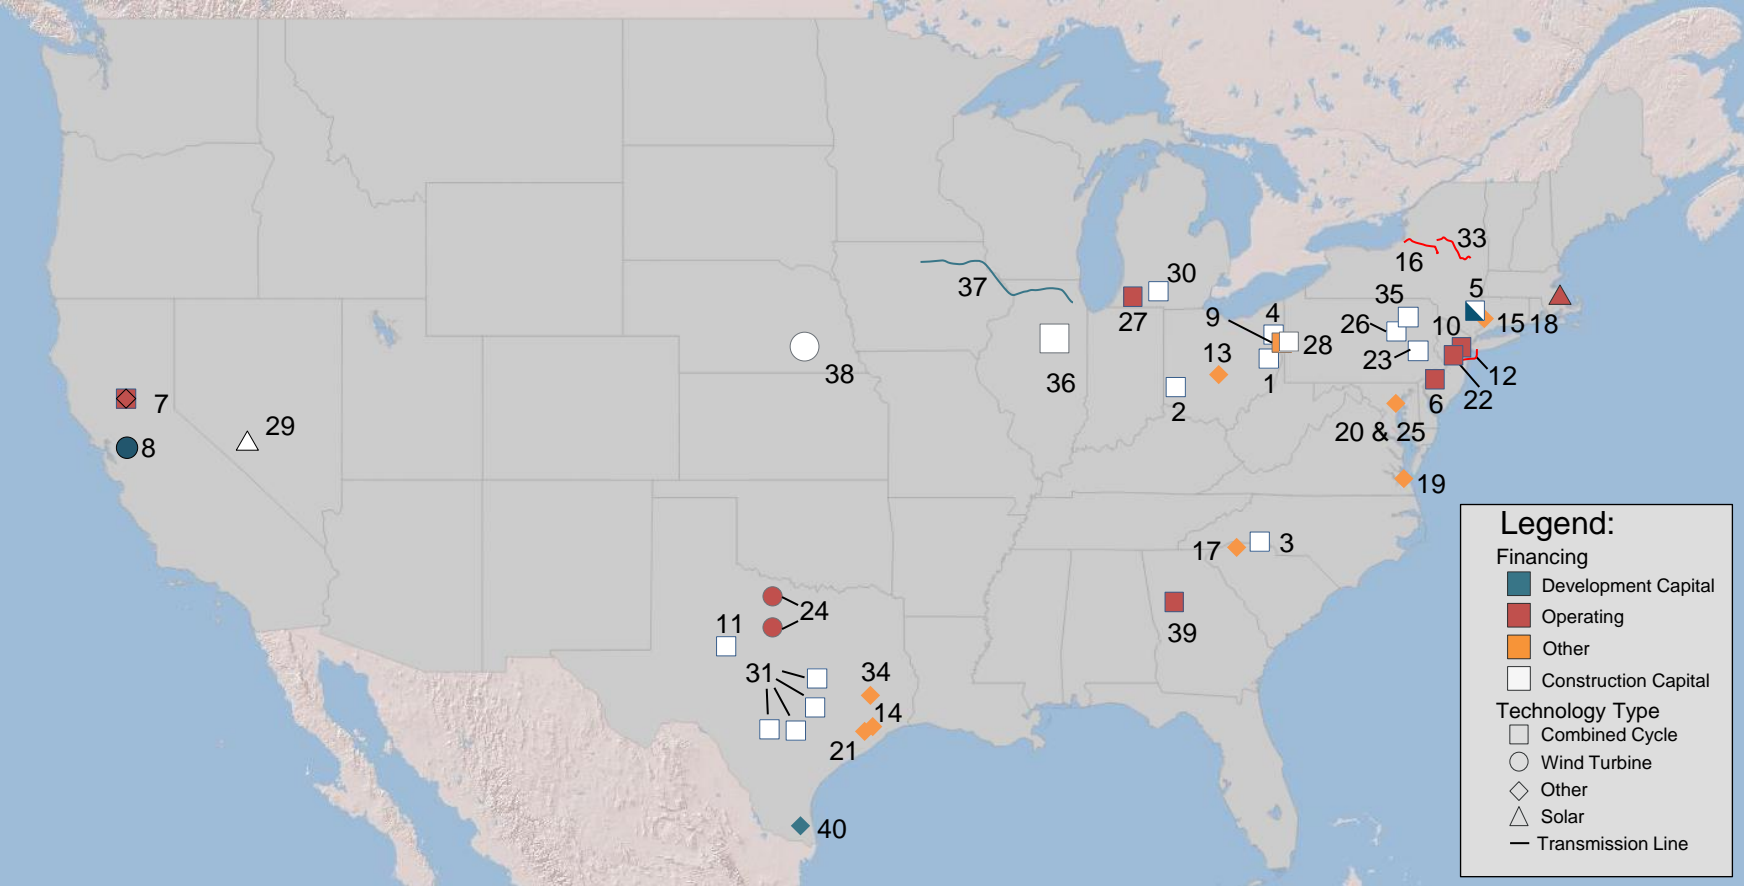 33
16
37
30
35
5
27
9
4
26
10
15 18
28
13
23
12
38
36
1
2
6
22
7
29
8
20 & 25
19
3
17
24
11
39
31
34
14
21
40
Legend:
Financing
Development Capital
Operating
Other
Construction Capital
Technology Type
Combined Cycle
Wind Turbine
Other
Solar
Transmission Line